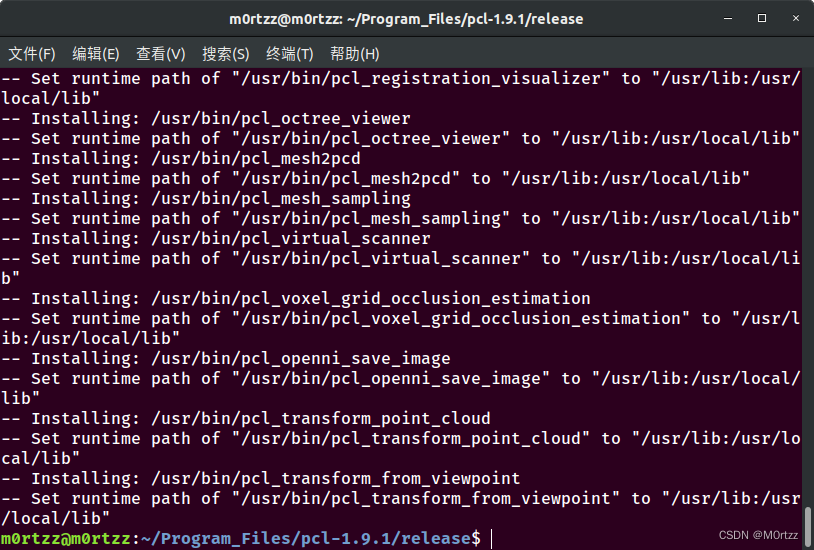 m0rtzz@m0rtzz: ~/Program_Files/pcl-1.9.1/release
文件(F) 编辑(E) 查看(V) 搜索(S) 终端(T) 帮助(H)
-- Set runtime path of "/usr/bin/pcl_registration_visualizer" to "/usr/lib:/usr/
local/lib"
-- Installing: /usr/bin/pcl_octree_viewer
-- Set runtime path of "/usr/bin/pcl_octree_viewer" to "/usr/lib:/usr/local/lib"
-- Installing: /usr/bin/pcl_mesh2pcd
-- Set runtime path of "/usr/bin/pcl_mesh2pcd" to "/usr/lib:/usr/local/lib"
-- Installing: /usr/bin/pcl_mesh_sampling
-- Set runtime path of "/usr/bin/pcl_mesh_sampling" to "/usr/lib:/usr/local/lib"
-- Installing: /usr/bin/pcl_virtual_scanner
-- Set runtime path of "/usr/bin/pcl_virtual_scanner" to "/usr/lib:/usr/local/li
b"
-- Installing: /usr/bin/pcl_voxel_grid_occlusion_estimation
-- Set runtime path of "/usr/bin/pcl_voxel_grid_occlusion_estimation" to "/usr/l
ib:/usr/local/lib"
-- Installing: /usr/bin/pcl_openni_save_image
-- Set runtime path of "/usr/bin/pcl_openni_save_image" to "/usr/lib:/usr/local/
lib"
-- Installing: /usr/bin/pcl_transform_point_cloud
-- Set runtime path of "/usr/bin/pcl_transform_point_cloud" to "/usr/lib:/usr/lo
cal/lib"
-- Installing: /usr/bin/pcl_transform_from_viewpoint
-- Set runtime path of "/usr/bin/pcl_transform_from_viewpoint" to "/usr/lib:/usr
/local/lib"
m0rtzz@m0rtzz:~/Program_Files/pcl-1.9.1/release$
CSDN @M0rtzz